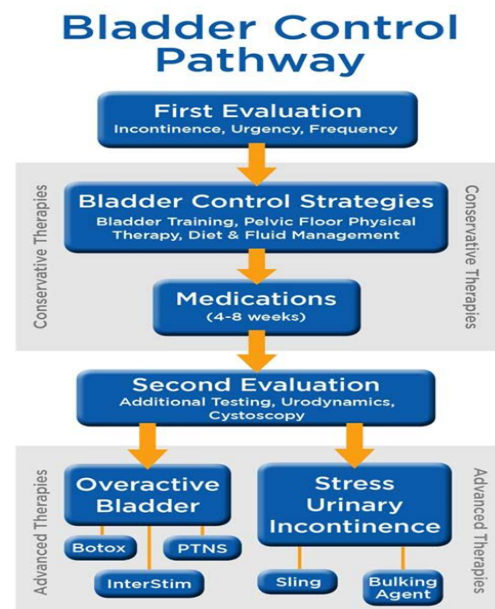 Bladder Control
Pathway
First Evaluation
Incontinence, Urgency, Frequency
Conservative Therapies
Bladder Control Strategies
Bladder Training, Pelvic Floor Physical
Therapy, Diet & Fluid Management
Conservative Therapies
Medications
(4-8 weeks)
Second Evaluation
Additional Testing, Urodynamics,
Cystoscopy
Advanced Therapies
Overactive
Bladder
Botox
PTNS
InterStim
Stress
Urinary
Incontinence
Sling
Bulking
Agent
Advanced Therapies